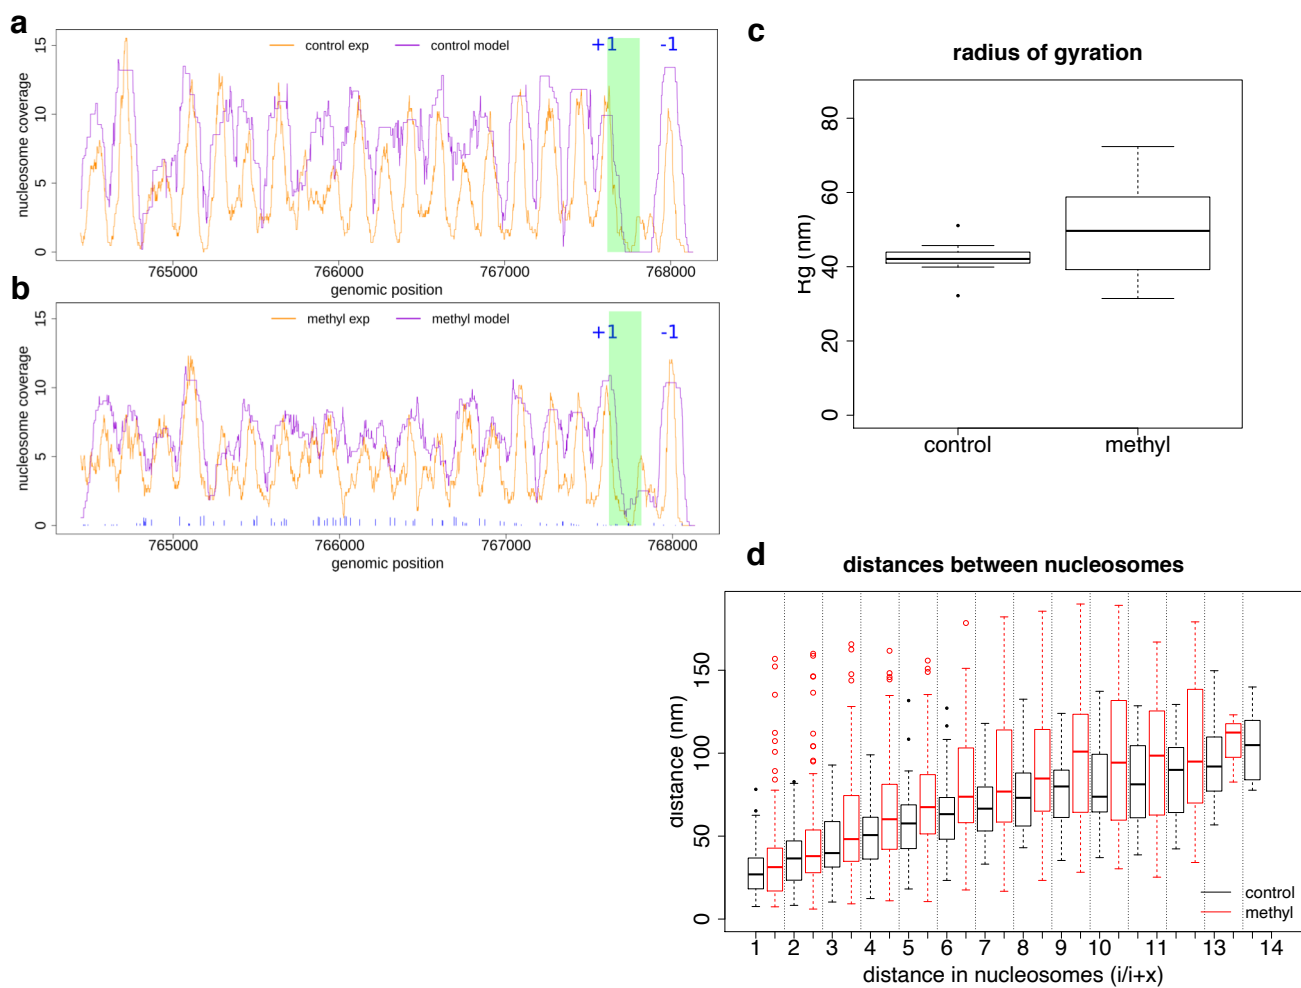 a
control exp
control model
+1
-1
nucleosome coverage
15
10
5
0
765000
766000
767000
768000
genomic position
b
methyl exp
methyl model
+1
-1
nucleosome coverage
15
10
5
0
765000
766000
767000
768000
genomic position
c
radius of gyration
Rg (nm)
80
60
40
20
0
control
methyl
d
distances between nucleosomes
distance (nm)
150
100
50
0
control
methyl
1 2 3 4 5 6 7 8 9 10 11 13 14
distance in nucleosomes (i/i+x)